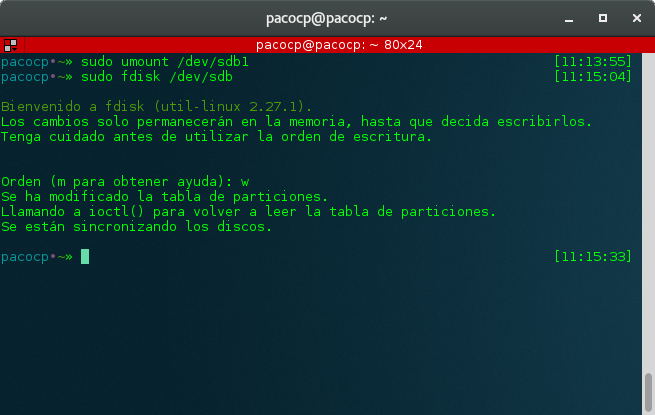 pacocp@pacocp: ~
pacocp@pacocp: ~ 80x24
pacocp•~» sudo umount /dev/sdb1 [11:13:55]
pacocp•~» sudo fdisk /dev/sdb [11:15:04]
Bienvenido a fdisk (util-linux 2.27.1).
Los cambios solo permanecerán en la memoria, hasta que decida escribirlos.
Tenga cuidado antes de utilizar la orden de escritura.
Orden (m para obtener ayuda): w
Se ha modificado la tabla de particiones.
Llamando a ioctl() para volver a leer la tabla de particiones.
Se están sincronizando los discos.
pacocp•~» [11:15:33]